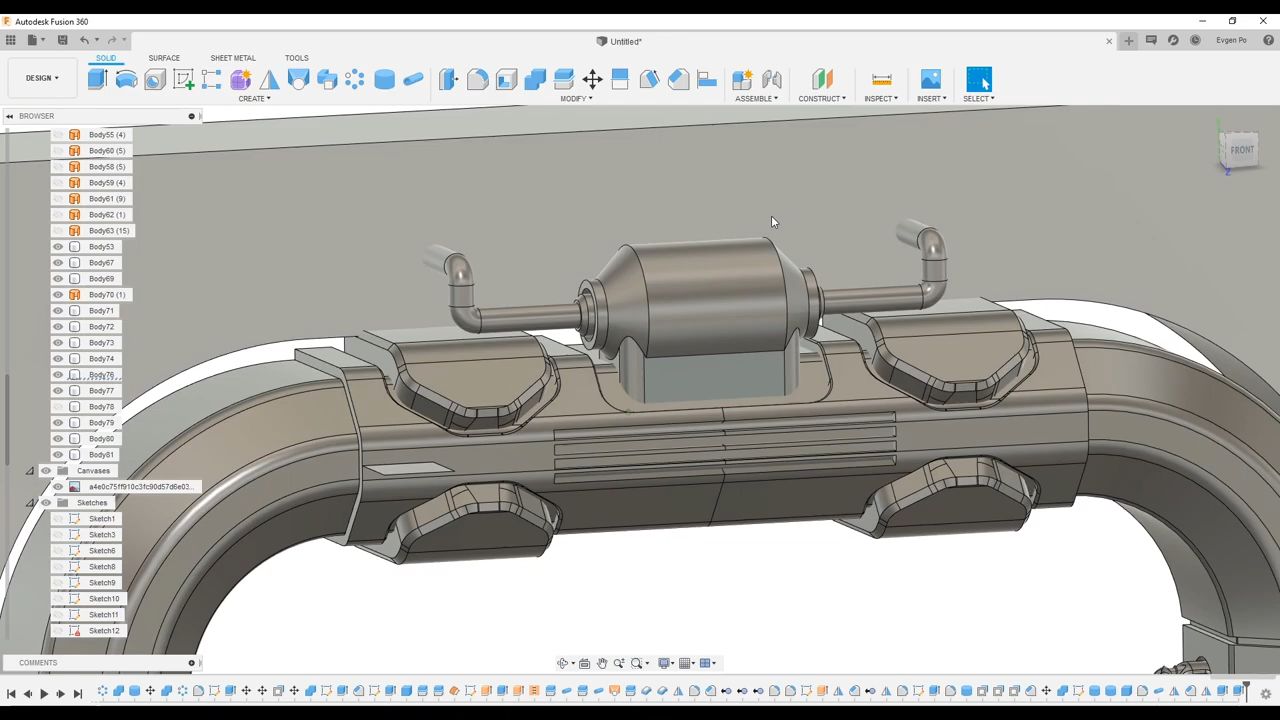 Autodesk Fusion 360
Untitled*
Evgen Po
DESIGN
SOLID
SURFACE
SHEET METAL
TOOLS
CREATE
MODIFY
ASSEMBLE
CONSTRUCT
INSPECT
INSERT
SELECT
BROWSER
FRONT
Body55 (4)
Body60 (5)
Body58 (5)
Body59 (4)
Body61 (9)
Body62 (1)
Body63 (15)
Body53
Body67
Body69
Body70 (1)
Body71
Body72
Body73
Body74
Body76
Body77
Body78
Body79
Body80
Body81
Canvases
a4e0c75ff910c3fc90d57d6e03...
Sketches
Sketch1
Sketch3
Sketch6
Sketch8
Sketch9
Sketch10
Sketch11
Sketch12
COMMENTS